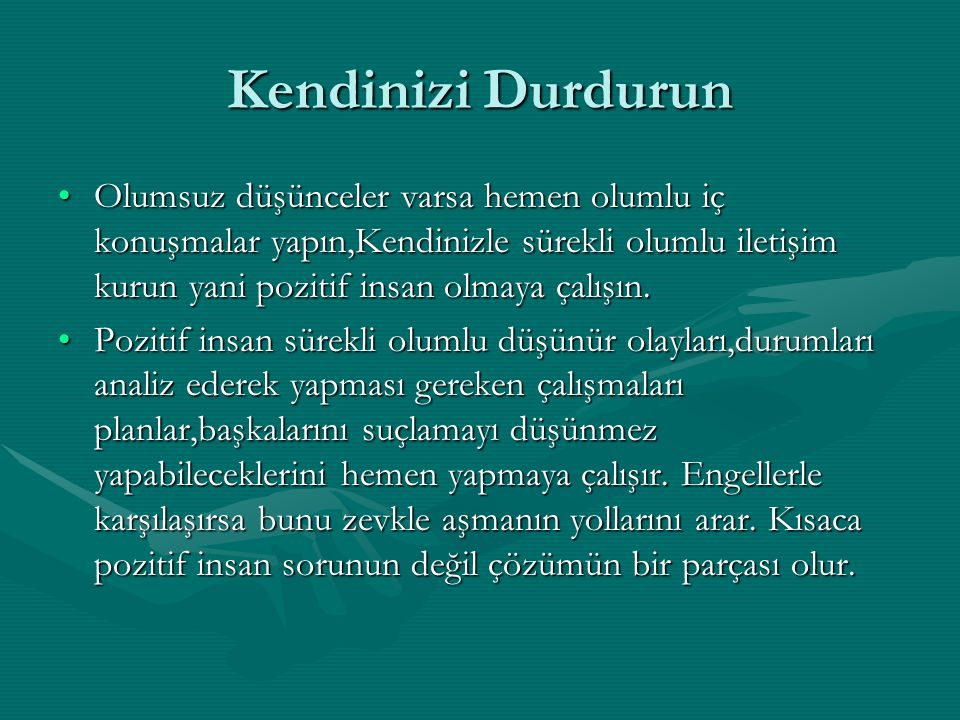 Kendinizi Durdurun
• Olumsuz düşünceler varsa hemen olumlu iç
konuşmalar yapın,Kendinizle sürekli olumlu iletişim
kurun yani pozitif insan olmaya çalışın.
• Pozitif insan sürekli olumlu düşünür olayları,durumları
analiz ederek yapması gereken çalışmaları
planlar,başkalarını suçlamayı düşünmez
yapabileceklerini hemen yapmaya çalışır. Engellerle
karşılaşırsa bunu zevkle aşmanın yollarını arar. Kısaca
pozitif insan sorunun değil çözümün bir parçası olur.